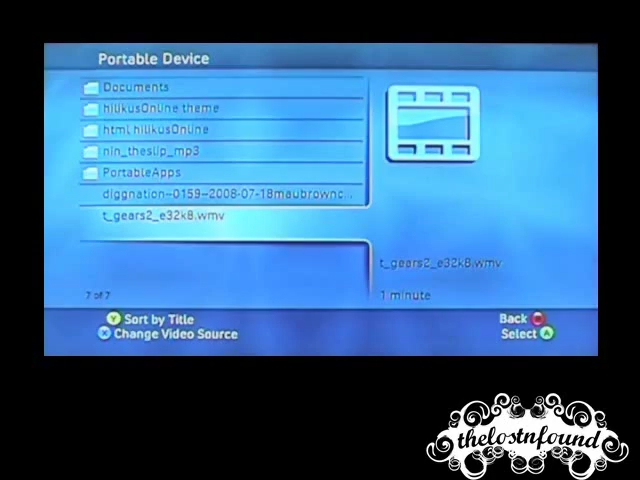 Portable Device
Documents
hilikusOnline theme
html hilikusOnline
nin_theslip_mp3
PortableApps
diggnation--0159--2008-07-18maubrownc...
t_gears2_e32k8.wmv
t_gears2_e32k8.wmv
7 of 7
1 minute
Y Sort by Title
Back
X Change Video Source
Select A
thelostnfound